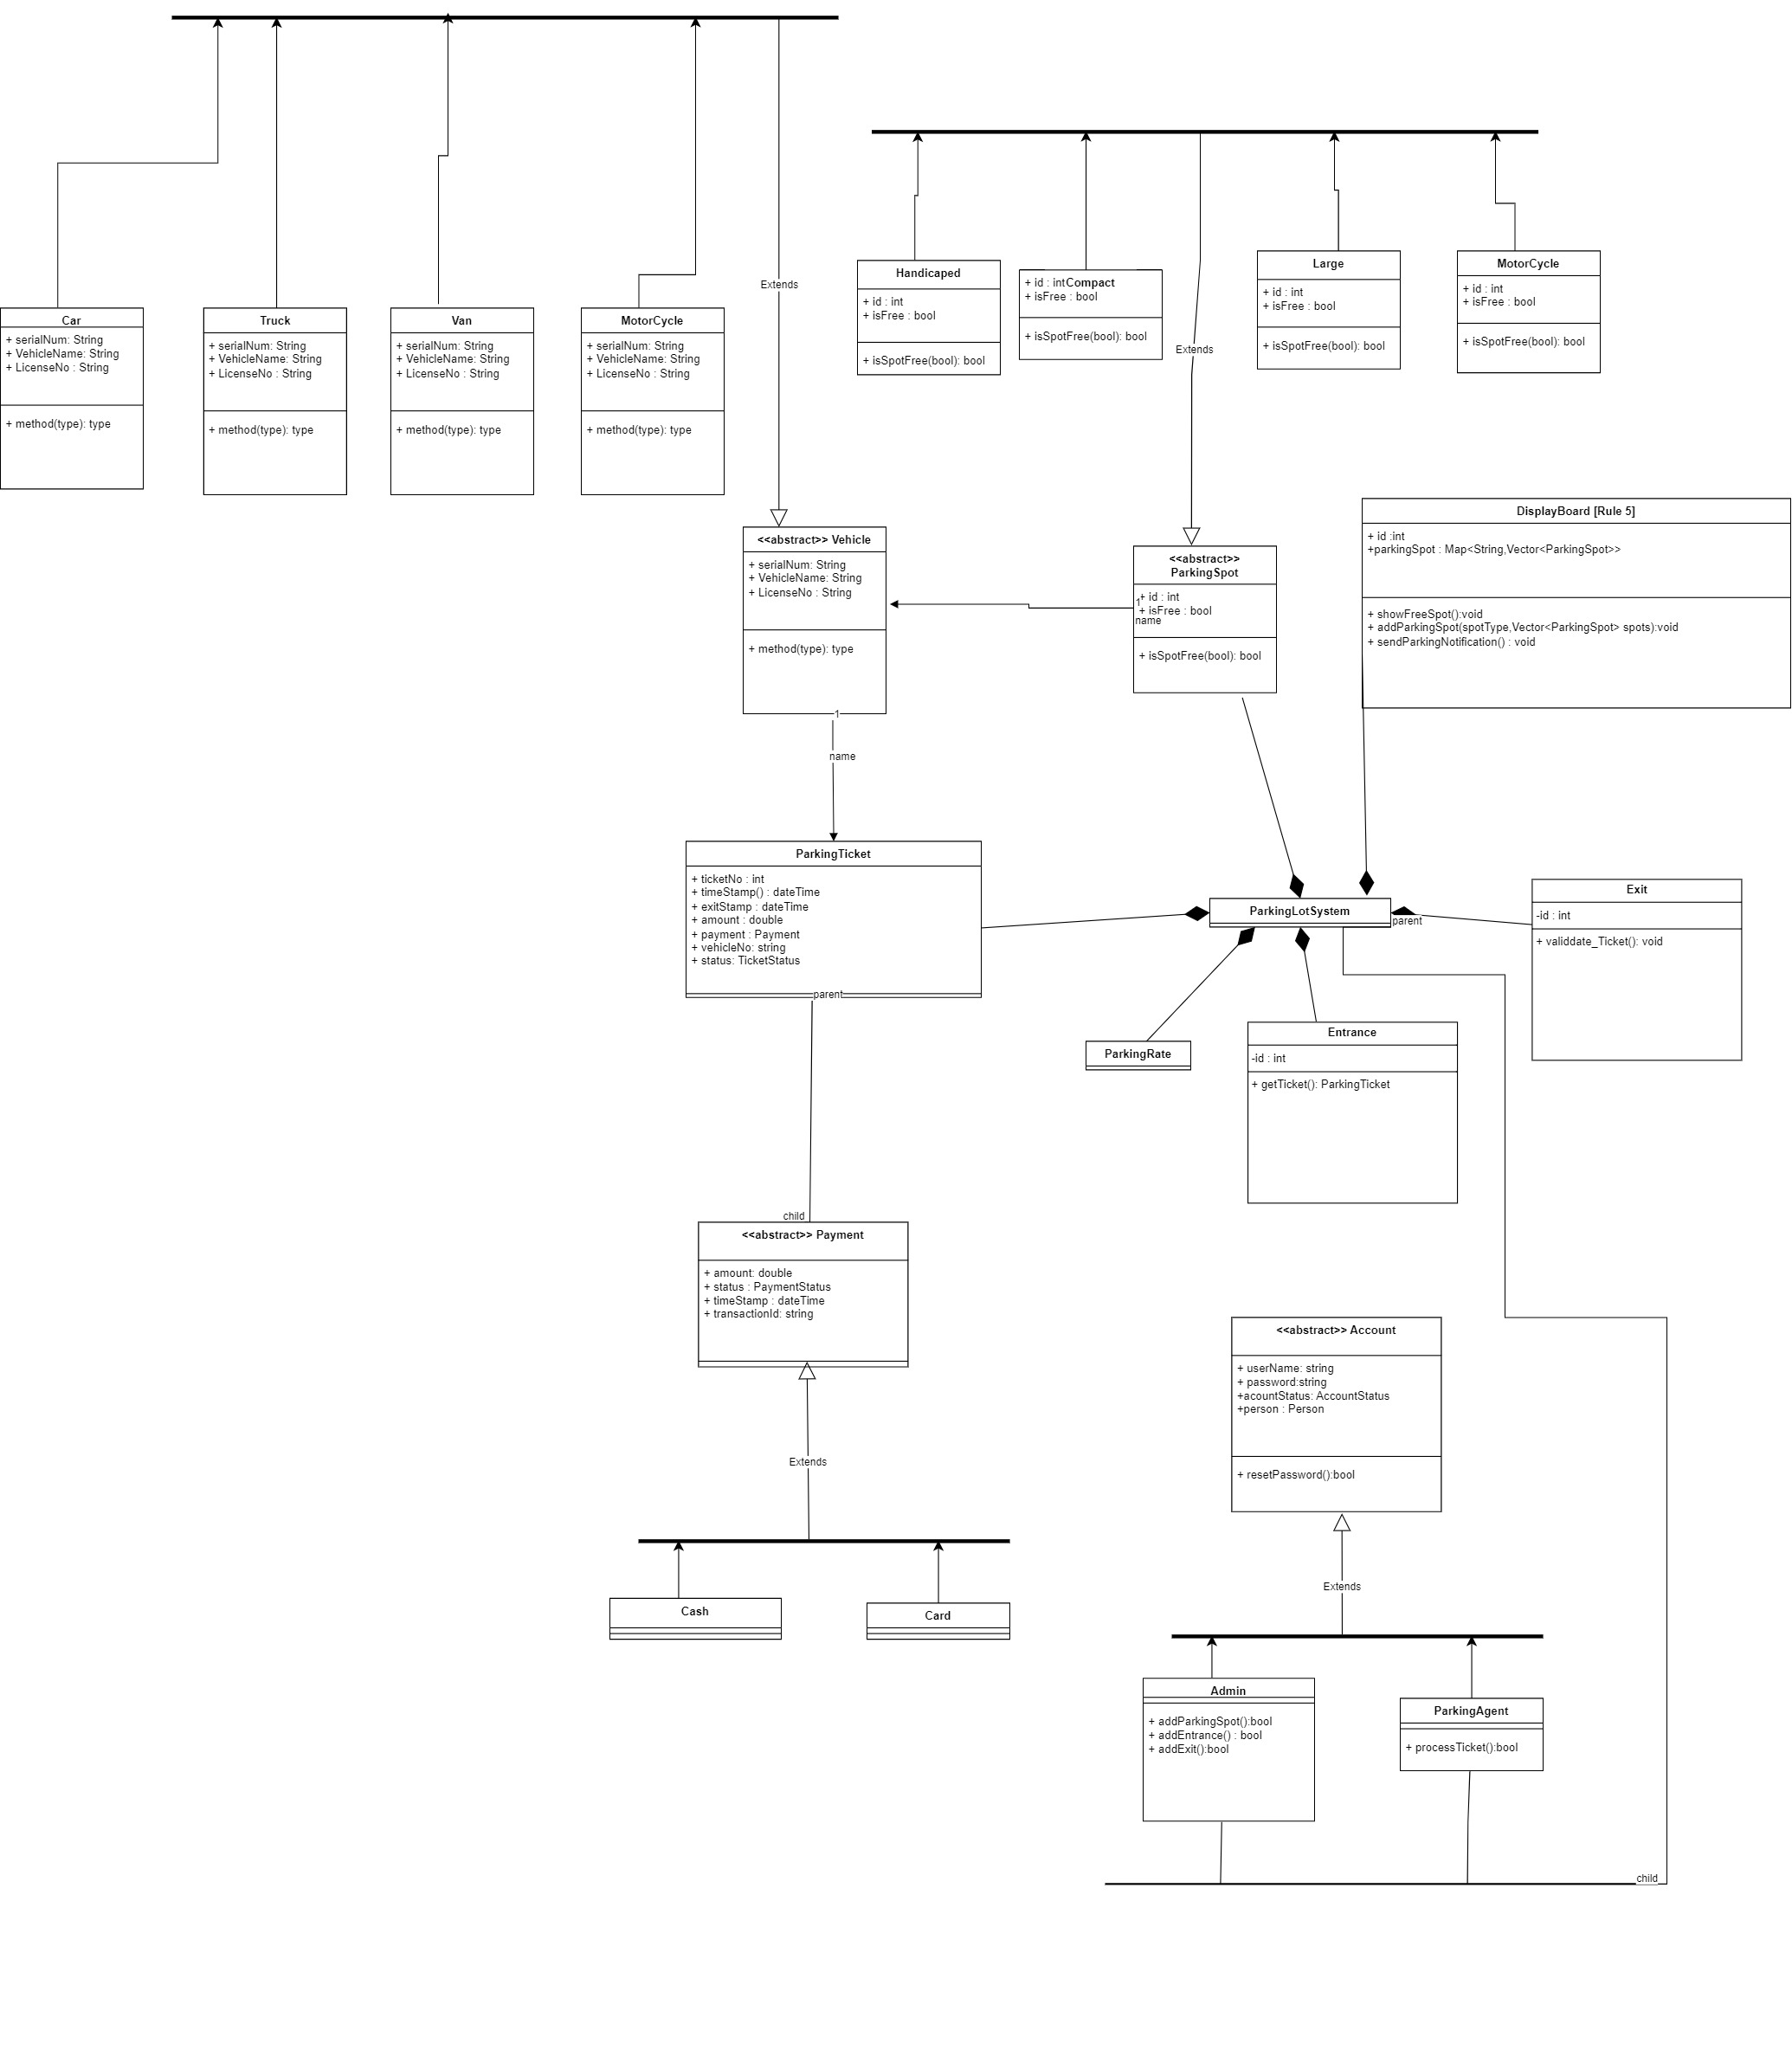 Extends
Handicaped
+ id : int
+ isFree : bool
+ isSpotFree(bool): bool
+ id : int
Compact
+ isFree : bool
+ isSpotFree(bool): bool
Large
+ id : int
+ isFree : bool
+ isSpotFree(bool): bool
MotorCycle
+ id : int
+ isFree : bool
+ isSpotFree(bool): bool
Extends
Car
+ serialNum: String
+ VehicleName: String
+ LicenseNo : String
+ method(type): type
Truck
+ serialNum: String
+ VehicleName: String
+ LicenseNo : String
+ method(type): type
Van
+ serialNum: String
+ VehicleName: String
+ LicenseNo : String
+ method(type): type
MotorCycle
+ serialNum: String
+ VehicleName: String
+ LicenseNo : String
+ method(type): type
<<abstract>> Vehicle
+ serialNum: String
+ VehicleName: String
+ LicenseNo : String
+ method(type): type
1
name
<<abstract>>
ParkingSpot
1
+ id : int
+ isFree : bool
name
+ isSpotFree(bool): bool
DisplayBoard [Rule 5]
+ id :int
+parkingSpot : Map<String,Vector<ParkingSpot>>
+ showFreeSpot():void
+ addParkingSpot(spotType,Vector<ParkingSpot> spots):void
+ sendParkingNotification() : void
ParkingTicket
+ ticketNo : int
+ timeStamp() : dateTime
+ exitStamp : dateTime
+ amount : double
+ payment : Payment
+ vehicleNo: string
+ status: TicketStatus
parent
ParkingLotSystem
parent
Exit
-id : int
+ validdate_Ticket(): void
ParkingRate
Entrance
-id : int
+ getTicket(): ParkingTicket
child
<<abstract>> Payment
+ amount: double
+ status : PaymentStatus
+ timeStamp : dateTime
+ transactionId: string
Extends
Cash
Card
<<abstract>> Account
+ userName: string
+ password:string
+acountStatus: AccountStatus
+person : Person
+ resetPassword():bool
Extends
Admin
+ addParkingSpot():bool
+ addEntrance() : bool
+ addExit():bool
ParkingAgent
+ processTicket():bool
child